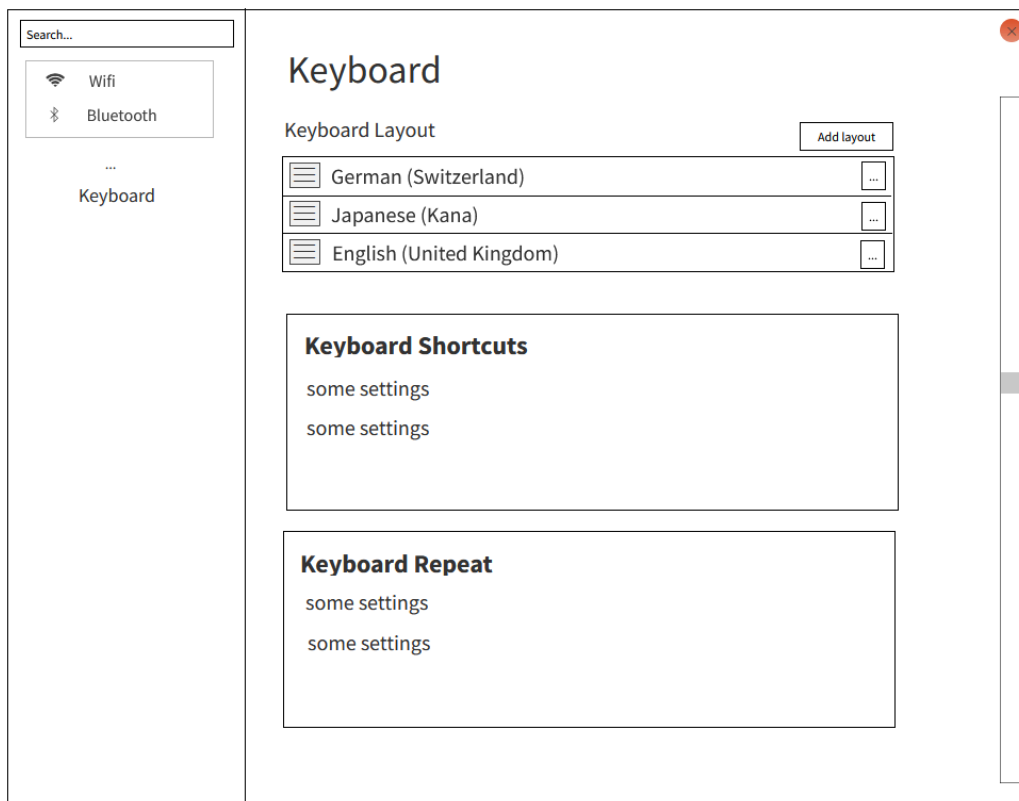 Search...
Wifi
Bluetooth
...
Keyboard
Keyboard
Keyboard Layout
Add layout
German (Switzerland)
...
Japanese (Kana)
...
English (United Kingdom)
...
Keyboard Shortcuts
some settings
some settings
Keyboard Repeat
some settings
some settings